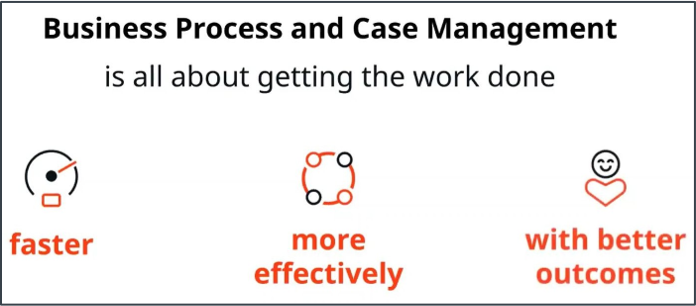 Business Process and Case Management
is all about getting the work done
faster
more
effectively
with better
outcomes